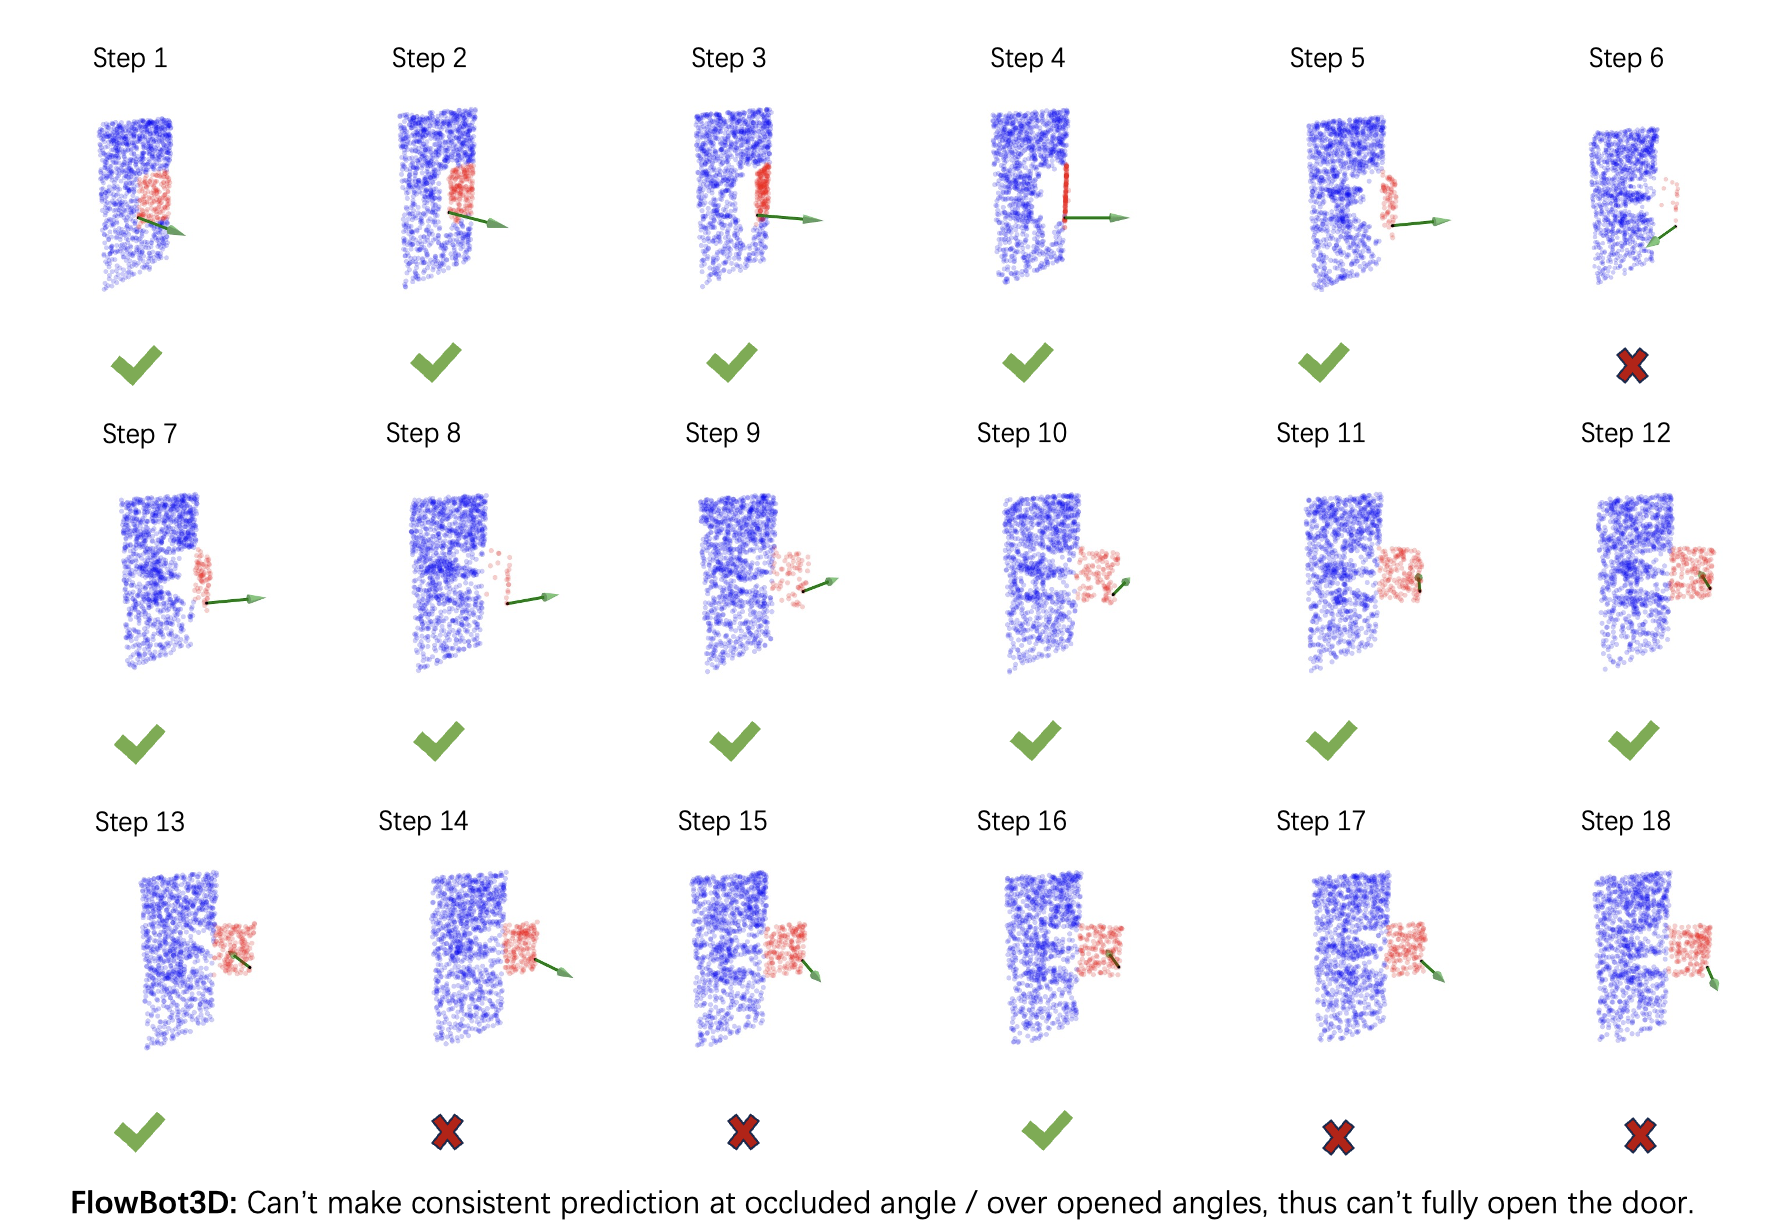 Step 1 Step 2 Step 3 Step 4 Step 5 Step 6
Step 7 Step 8 Step 9 Step 10 Step 11 Step 12
Step 13 Step 14 Step 15 Step 16 Step 17 Step 18
FlowBot3D: Can't make consistent prediction at occluded angle / over opened angles, thus can't fully open the door.